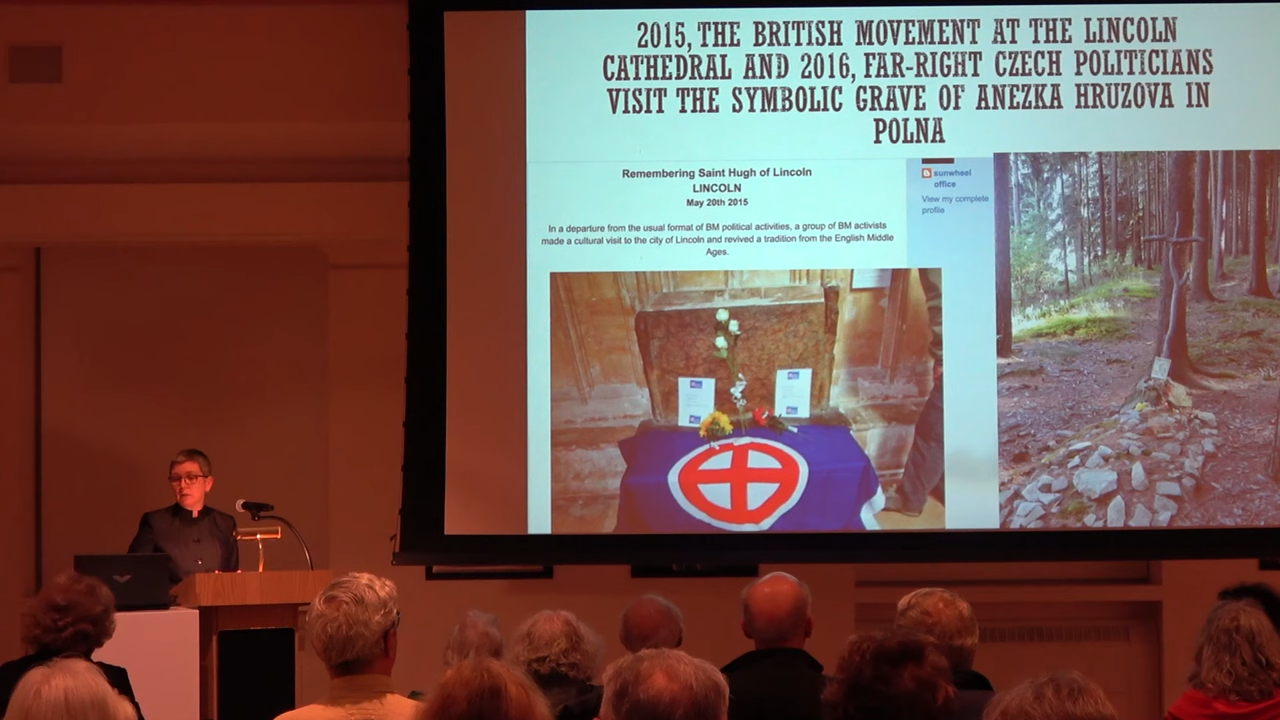 2015, THE BRITISH MOVEMENT AT THE LINCOLN
CATHEDRAL AND 2016, FAR-RIGHT CZECH POLITICIANS
VISIT THE SYMBOLIC GRAVE OF ANEZKA HRUZOVA IN
POLNA
Remembering Saint Hugh of Lincoln
LINCOLN
May 20th 2015
In a departure from the usual format of BM political activities, a group of BM activists
made a cultural visit to the city of Lincoln and revived a tradition from the English Middle
Ages.
sunwheel
office
View my complete
profile